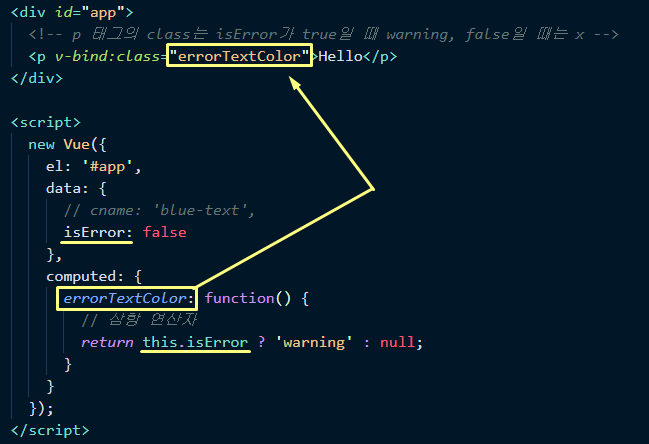 <div id="app">
<!-- p 태그의 class는 isError가 true일 때 warning, false일 때는 x -->
<p v-bind:class="errorTextColor">Hello</p>
</div>
<script>
new Vue({
el: '#app',
data: {
// cname: 'blue-text',
isError: false
},
computed: {
errorTextColor: function() {
// 삼항 연산자
return this.isError ? 'warning' : null;
}
}
});
</script>